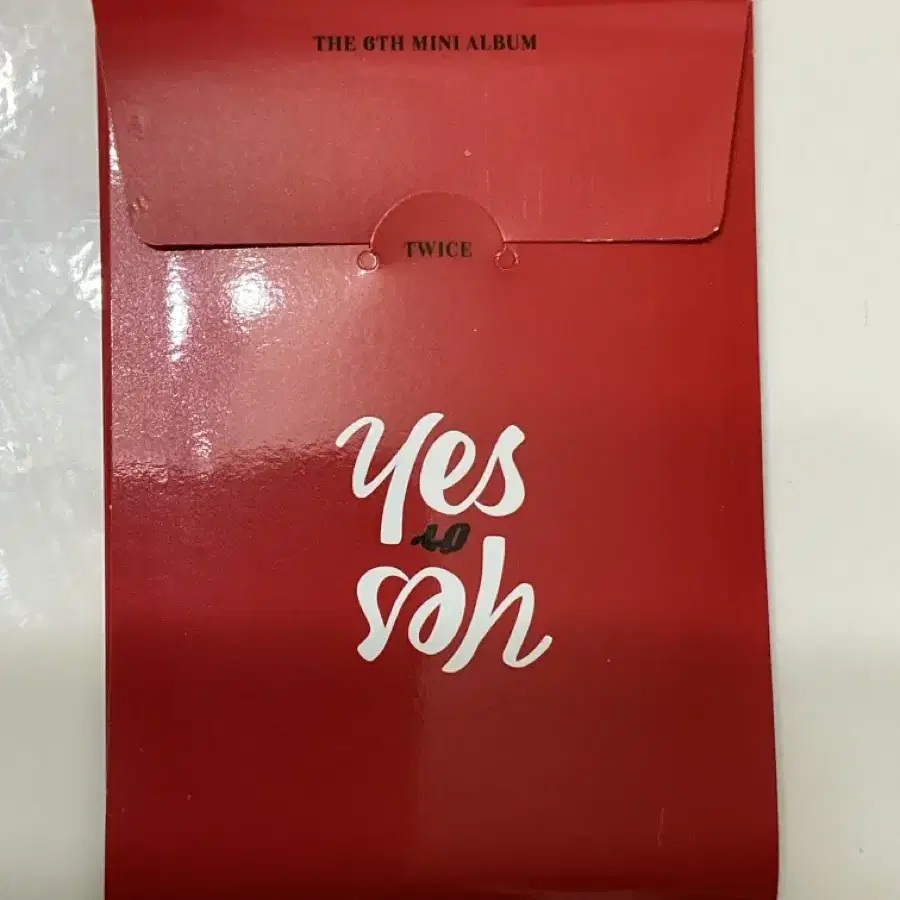 THE 6TH MINI ALBUM
TWICE
yes
or
yes